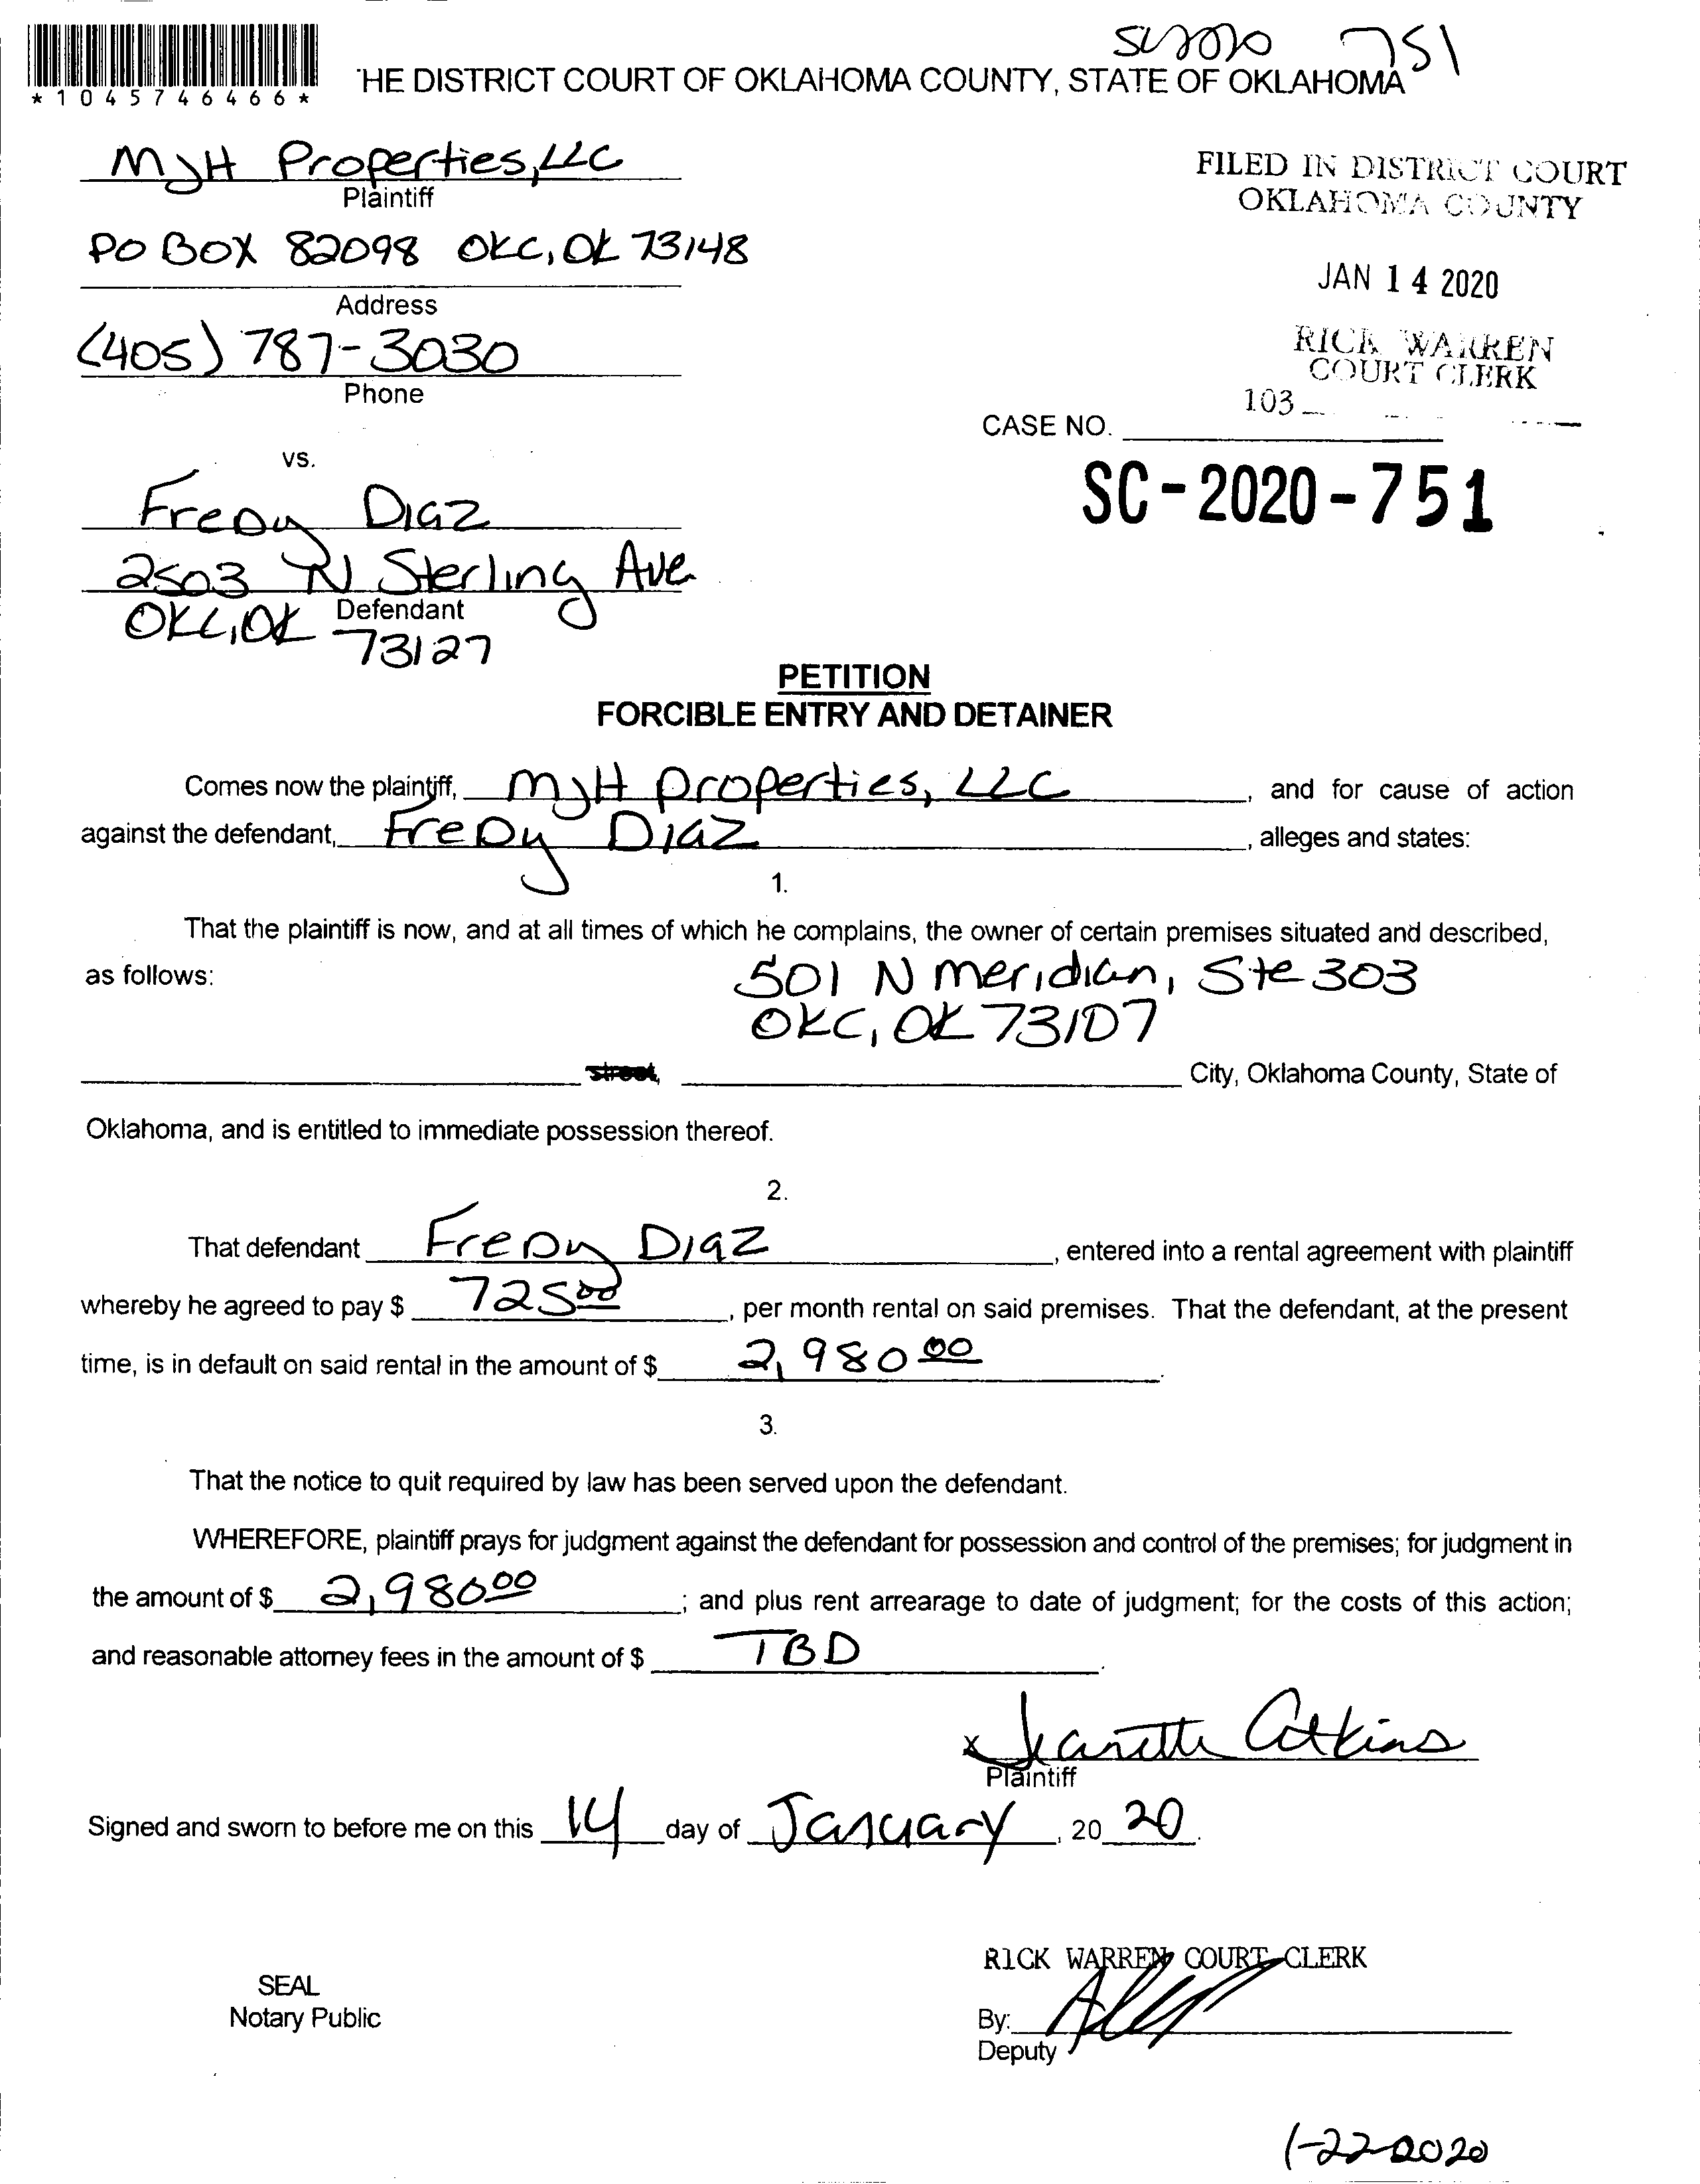 SC2020 751
*1045746466*
'HE DISTRICT COURT OF OKLAHOMA COUNTY, STATE OF OKLAHOMA
MJH Properties, LLC
Plaintiff
PO BOX 82098 OKC, OK 73148
Address
(405) 787-3030
Phone
FILED IN DISTRICT COURT
OKLAHOMA COUNTY
JAN 14 2020
RICK WARREN
COURT CLERK
103
CASE NO.
SC-2020-751
vs.
Fredy Diaz
2503 N Sterling Ave
Defendant
OKC, OK 73127
PETITION
FORCIBLE ENTRY AND DETAINER
Comes now the plaintiff, MJH Properties, LLC, and for cause of action
against the defendant, Fredy Diaz, alleges and states:
1.
That the plaintiff is now, and at all times of which he complains, the owner of certain premises situated and described,
as follows: 501 N Meridian, Ste 303
OKC, OK 73107
street, City, Oklahoma County, State of
Oklahoma, and is entitled to immediate possession thereof.
2.
That defendant Fredy Diaz, entered into a rental agreement with plaintiff
whereby he agreed to pay $ 725.00, per month rental on said premises. That the defendant, at the present
time, is in default on said rental in the amount of $ 2,980 00.
3.
That the notice to quit required by law has been served upon the defendant.
WHEREFORE, plaintiff prays for judgment against the defendant for possession and control of the premises; for judgment in
the amount of $ 2,980 00; and plus rent arrearage to date of judgment; for the costs of this action;
and reasonable attorney fees in the amount of $ TBD.
x Jeanette Atkins
Plaintiff
Signed and sworn to before me on this 14 day of January, 20 20.
RICK WARREN COURT CLERK
SEAL
Notary Public
By:
Deputy
1-22-2020